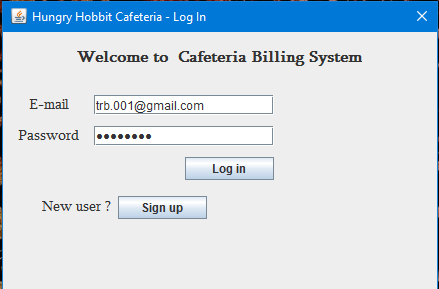 Hungry Hobbit Cafeteria - Log In
Welcome to Cafeteria Billing System
E-mail trb.001@gmail.com
Password ••••••••
Log in
New user ? Sign up